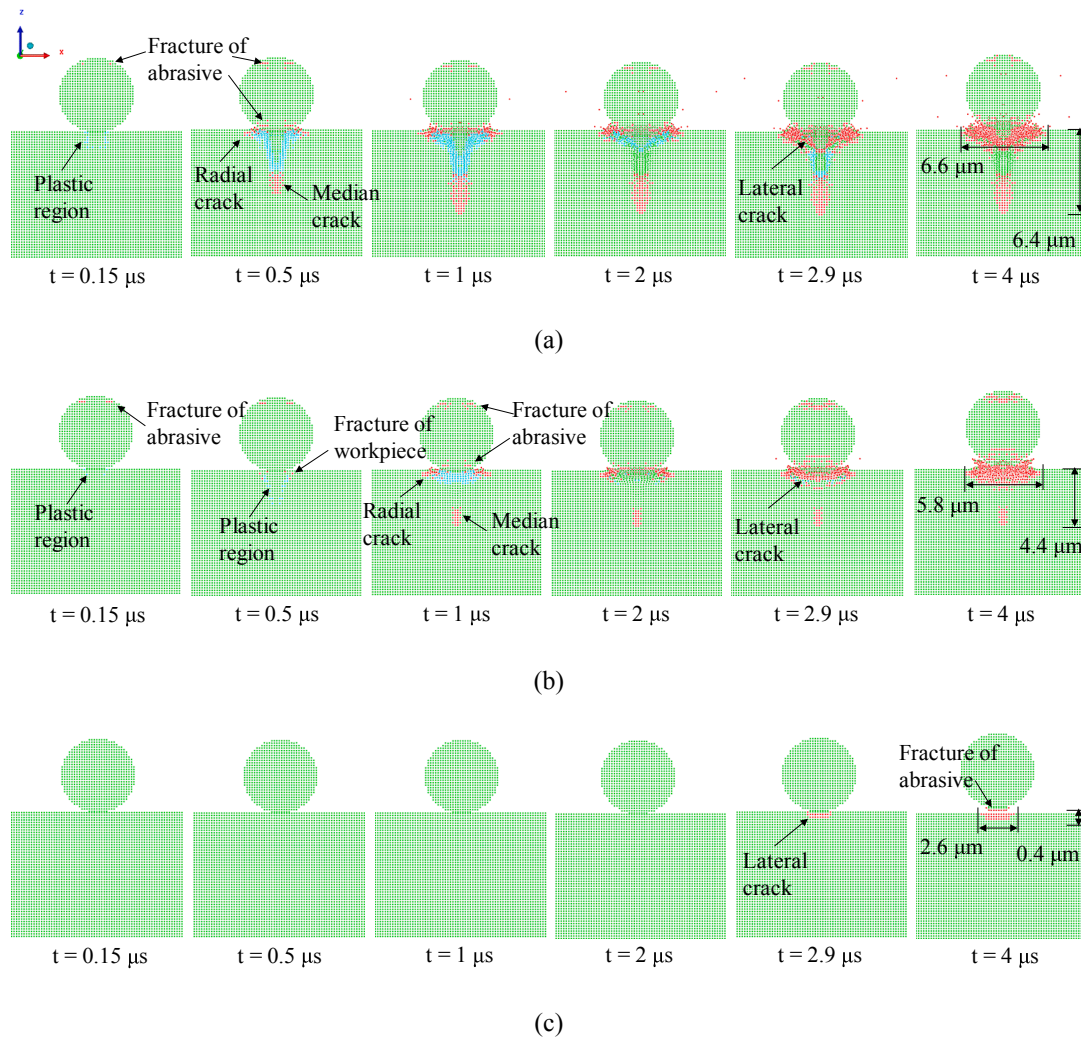 z
x
Fracture of
abrasive
Plastic
region
Radial
crack
Median
crack
Lateral
crack
6.6 μm
6.4 μm
t = 0.15 μs
t = 0.5 μs
t = 1 μs
t = 2 μs
t = 2.9 μs
t = 4 μs
(a)
Fracture of
abrasive
Plastic
region
Fracture of
workpiece
Plastic
region
Fracture of
abrasive
Radial
crack
Median
crack
Lateral
crack
5.8 μm
4.4 μm
t = 0.15 μs
t = 0.5 μs
t = 1 μs
t = 2 μs
t = 2.9 μs
t = 4 μs
(b)
Lateral
crack
Fracture of
abrasive
2.6 μm
0.4 μm
t = 0.15 μs
t = 0.5 μs
t = 1 μs
t = 2 μs
t = 2.9 μs
t = 4 μs
(c)